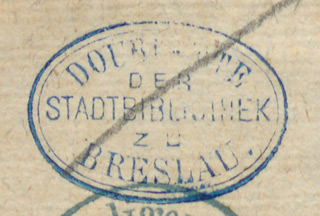 DOUBLETTE
DER
STADTBIBLIOTHEK
ZU
BRESLAU.